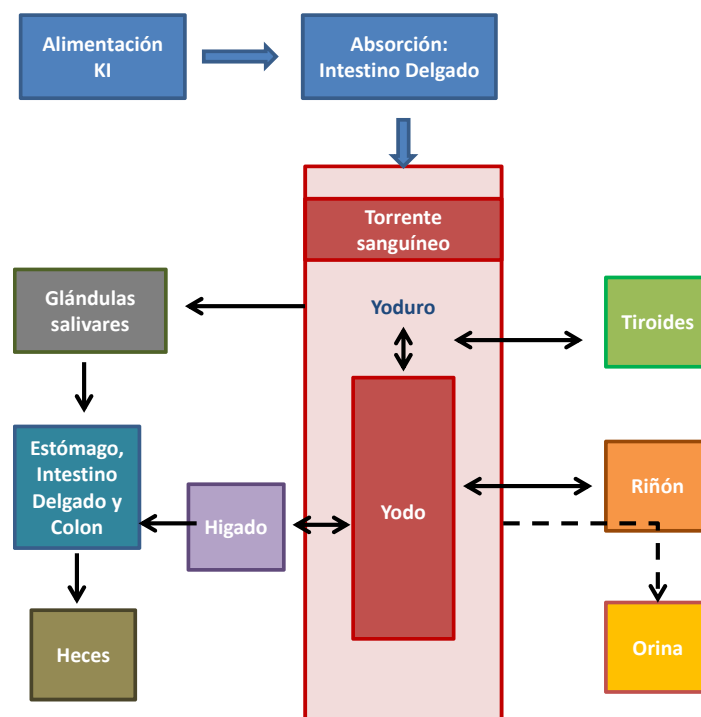 Alimentación
KI
Absorción:
Intestino Delgado
Torrente
sanguíneo
Glándulas
salivares
Yoduro
Tiroides
Estómago,
Intestino
Delgado y
Colon
Higado
Yodo
Riñón
Heces
Orina